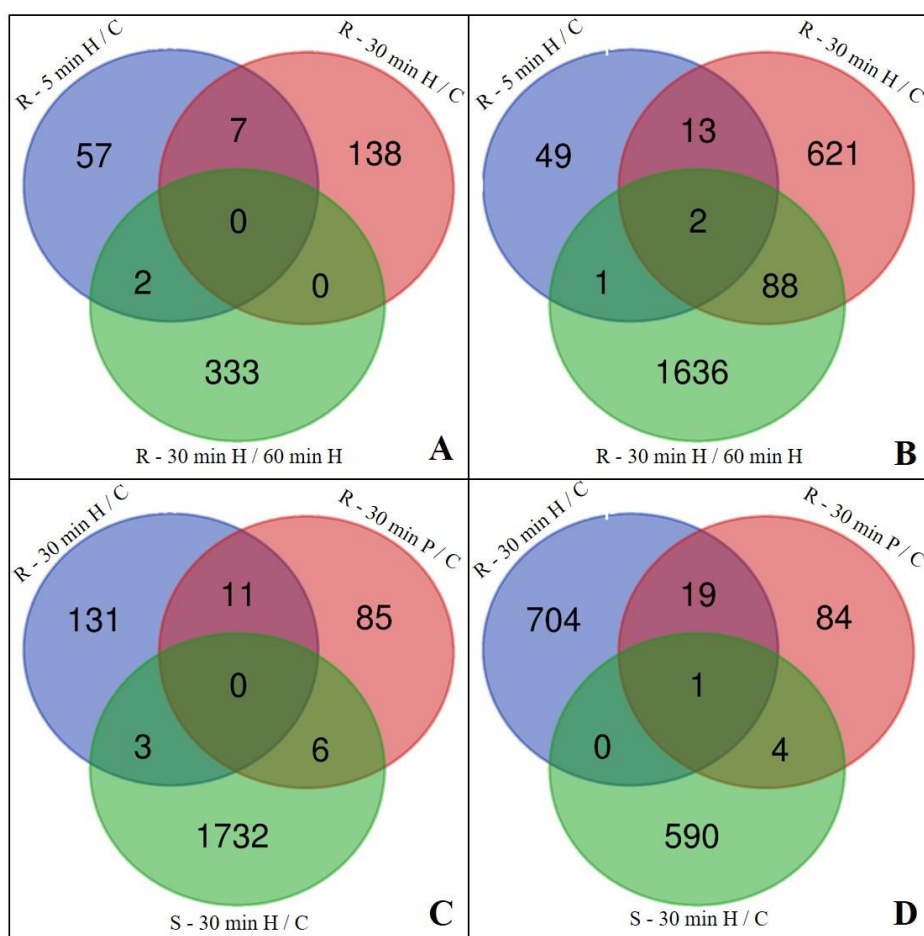 R - 5 min H / C
R - 30 min H / C
57
7
138
0
2
0
333
R - 30 min H / 60 min H
A
R - 5 min H / C
R - 30 min H / C
49
13
621
2
1
88
1636
R - 30 min H / 60 min H
B
R - 30 min H / C
R - 30 min P / C
131
11
85
0
3
6
1732
S - 30 min H / C
C
R - 30 min H / C
R - 30 min P / C
704
19
84
1
0
4
590
S - 30 min H / C
D